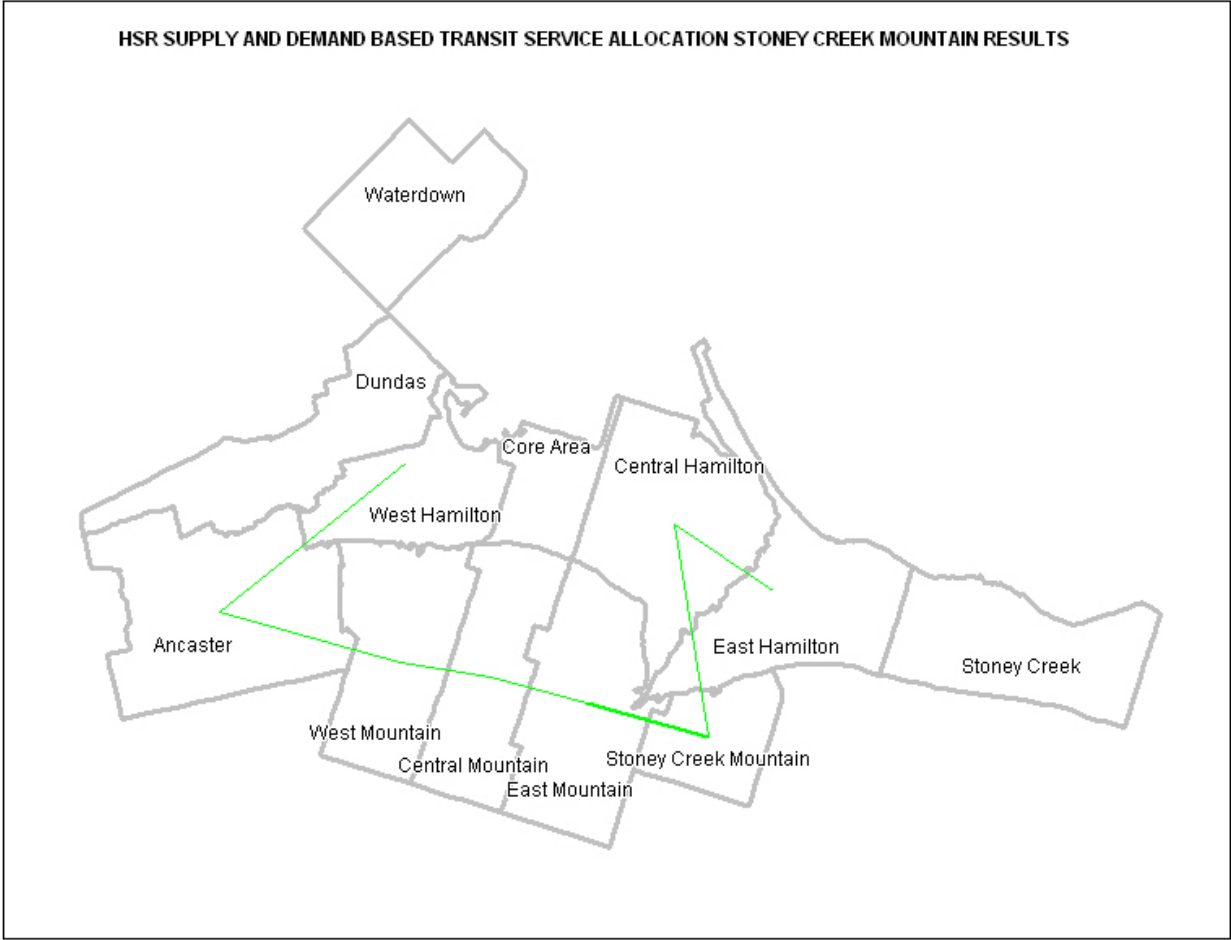 HSR SUPPLY AND DEMAND BASED TRANSIT SERVICE ALLOCATION STONEY CREEK MOUNTAIN RESULTS
Waterdown
Dundas
Core Area
Central Hamilton
West Hamilton
Ancaster
East Hamilton
Stoney Creek
West Mountain
Central Mountain
Stoney Creek Mountain
East Mountain